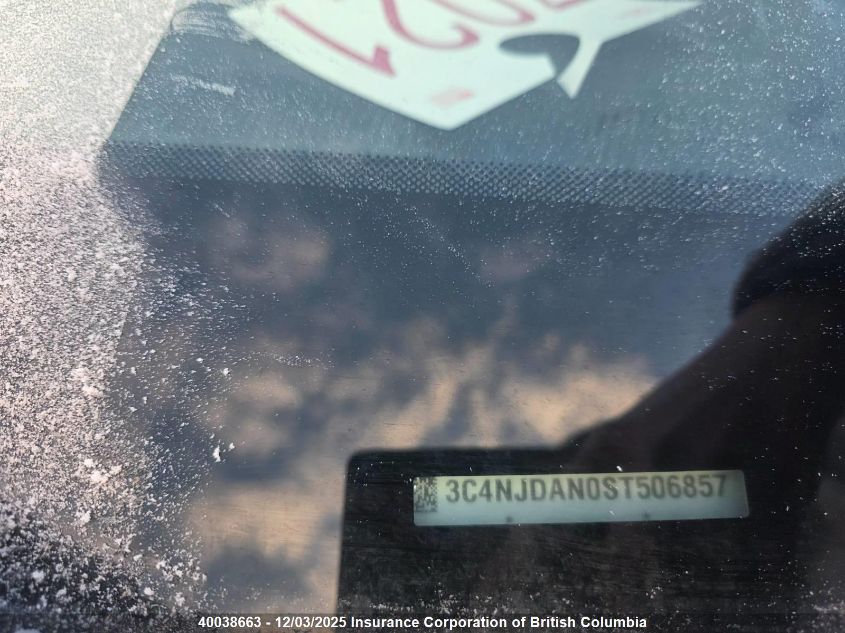 3C4NJDAN0ST506857
40038663 - 12/03/2025 Insurance Corporation of British Columbia